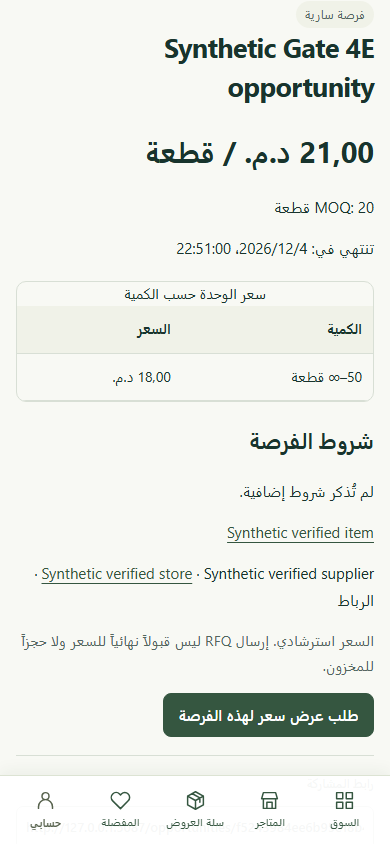 فرصة سارية
Synthetic Gate 4E
opportunity
21,00 د.م. / قطعة
MOQ: 20 قطعة
تنتهي في: 2026/12/4، 22:51:00
سعر الوحدة حسب الكمية
الكمية السعر
50–∞ قطعة 18,00 د.م.
شروط الفرصة
لم تُذكر شروط إضافية.
Synthetic verified item
Synthetic verified supplier · Synthetic verified store ·
الرباط
السعر استرشادي. إرسال RFQ ليس قبولاً نهائياً للسعر ولا حجزاً
للمخزون.
طلب عرض سعر لهذه الفرصة
السوق المتاجر سلة العروض المفضلة حسابي